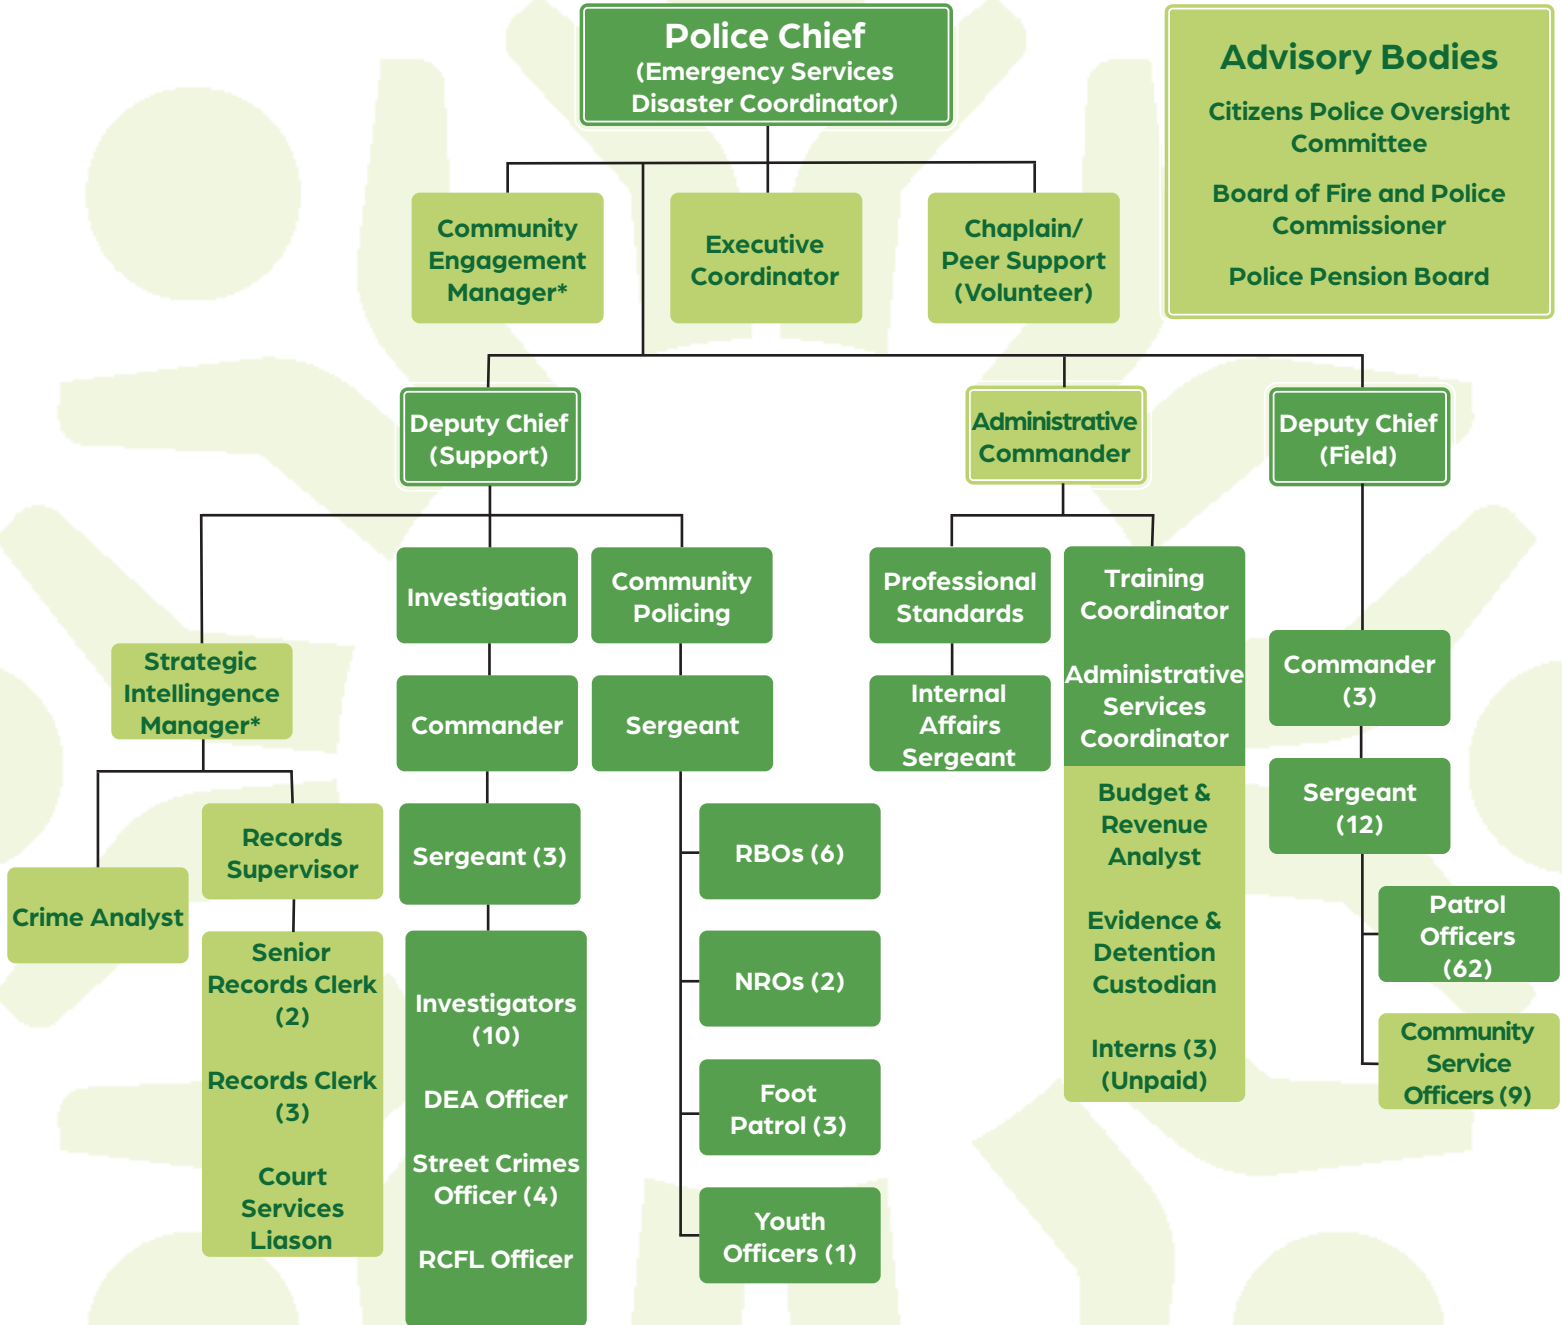 Police Chief
(Emergency Services
Disaster Coordinator)
Advisory Bodies
Citizens Police Oversight
Committee
Board of Fire and Police
Commissioner
Police Pension Board
Community
Engagement
Manager*
Executive
Coordinator
Chaplain/
Peer Support
(Volunteer)
Deputy Chief
(Support)
Administrative
Commander
Deputy Chief
(Field)
Strategic
Intellingence
Manager*
Crime Analyst
Records
Supervisor
Senior
Records Clerk
(2)
Records Clerk
(3)
Court
Services
Liason
Investigation
Commander
Sergeant (3)
Investigators
(10)
DEA Officer
Street Crimes
Officer (4)
RCFL Officer
Community
Policing
Sergeant
RBOs (6)
NROs (2)
Foot
Patrol (3)
Youth
Officers (1)
Professional
Standards
Internal
Affairs
Sergeant
Training
Coordinator
Administrative
Services
Coordinator
Budget &
Revenue
Analyst
Evidence &
Detention
Custodian
Interns (3)
(Unpaid)
Commander
(3)
Sergeant
(12)
Patrol
Officers
(62)
Community
Service
Officers (9)